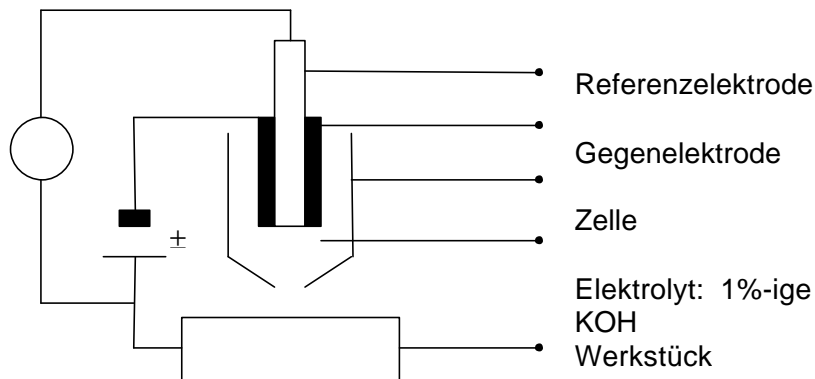 Referenzelektrode
Gegenelektrode
Zelle
±
Elektrolyt: 1%-ige
KOH
Werkstück